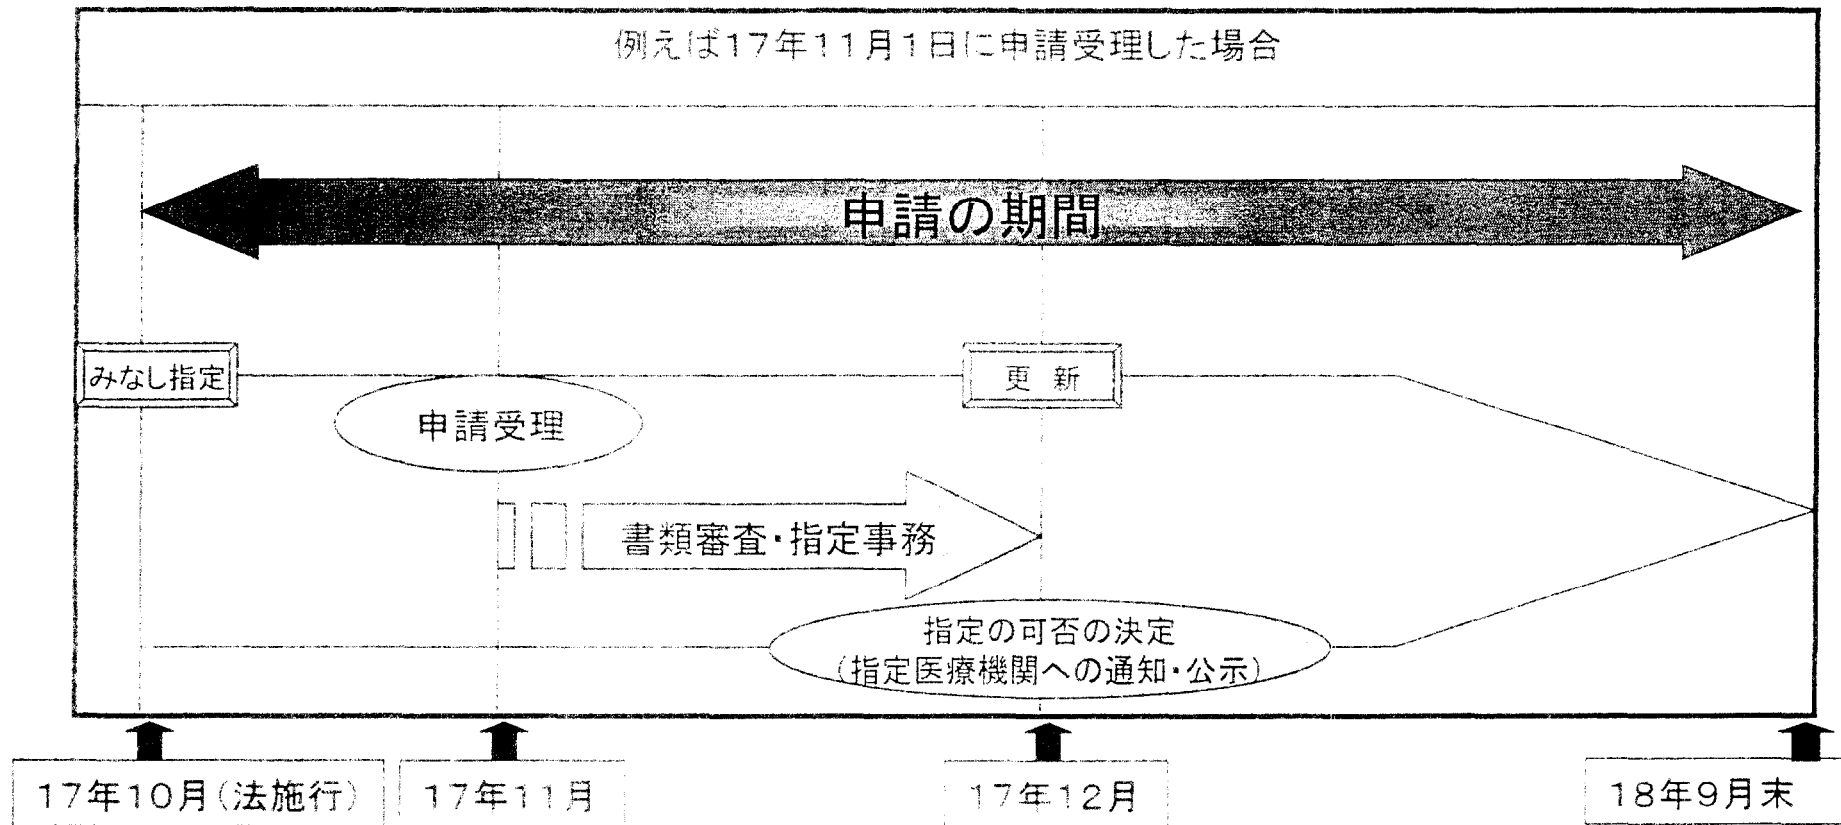 例えば17年11月1日に申請受理した場合
申請の期間
みなし指定
更 新
申請受理
書類審査・指定事務
指定の可否の決定
(指定医療機関への通知・公示)
17年10月(法施行)
17年11月
17年12月
18年9月末